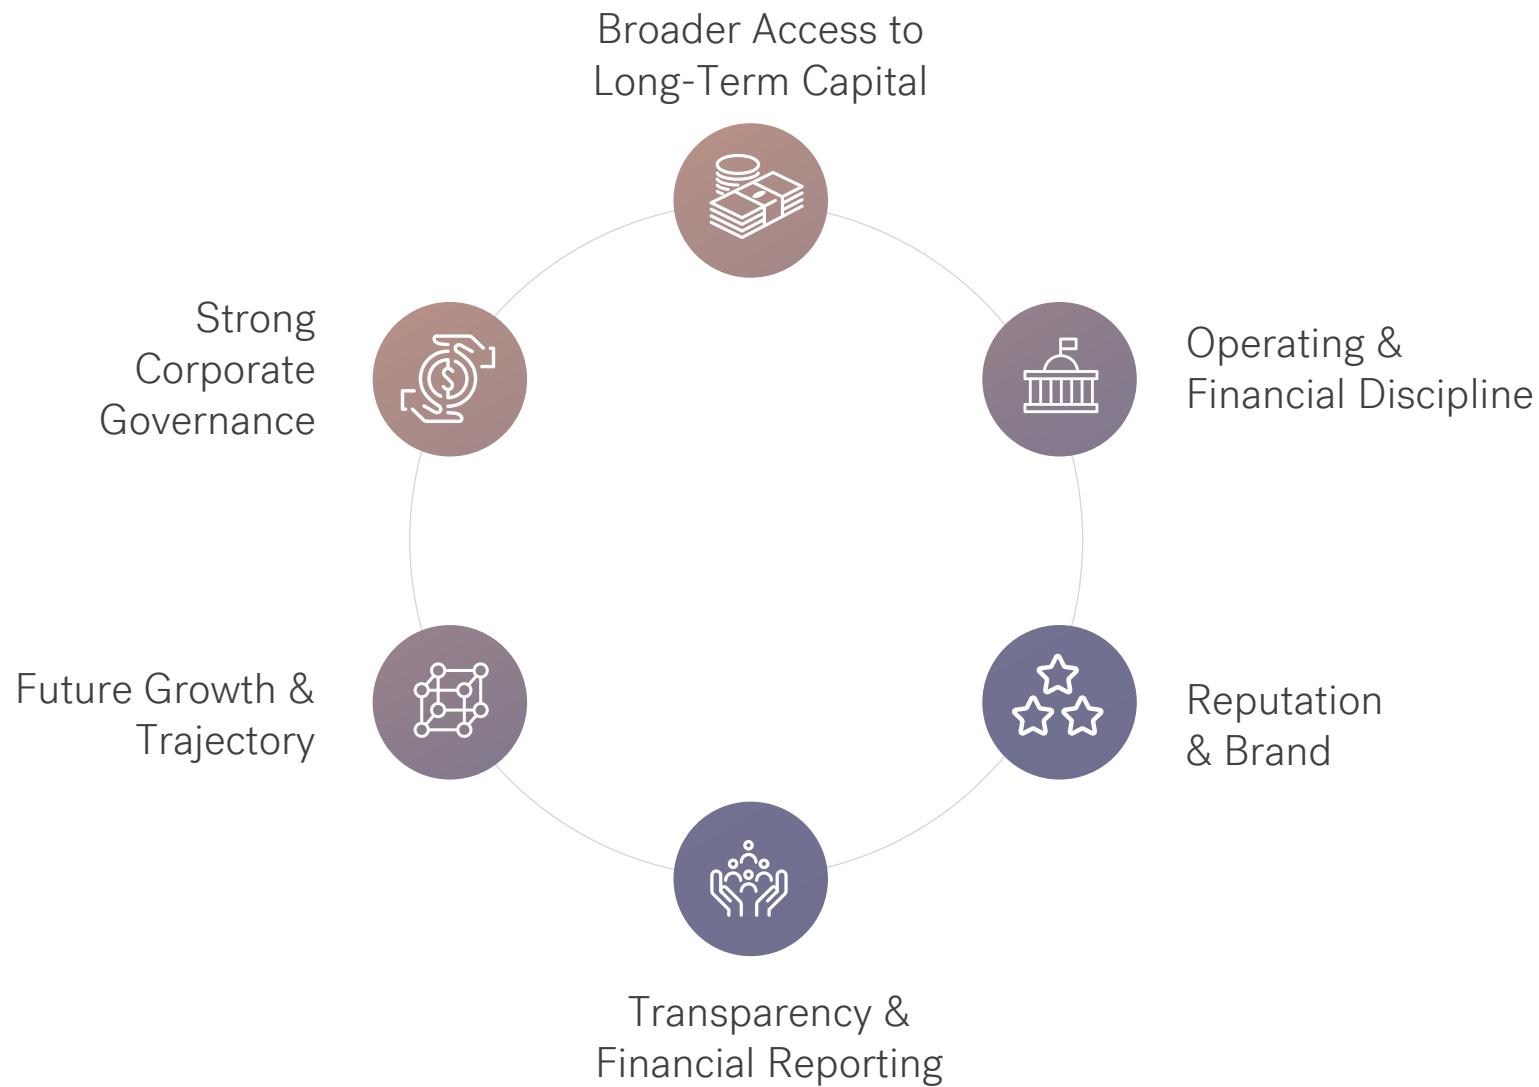 Broader Access to
Long-Term Capital
Strong
Corporate
Governance
Operating &
Financial Discipline
Future Growth &
Trajectory
Reputation
& Brand
Transparency &
Financial Reporting